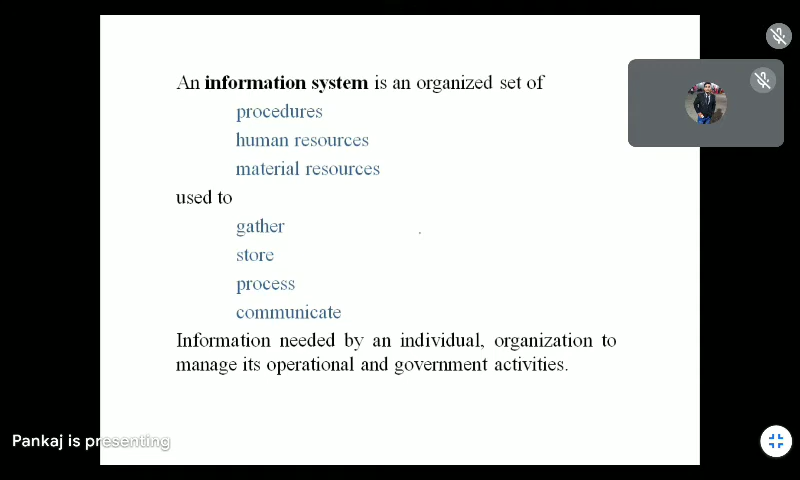 An information system is an organized set of
procedures
human resources
material resources
used to
gather
store
process
communicate
Information needed by an individual, organization to
manage its operational and government activities.
Pankaj is presenting